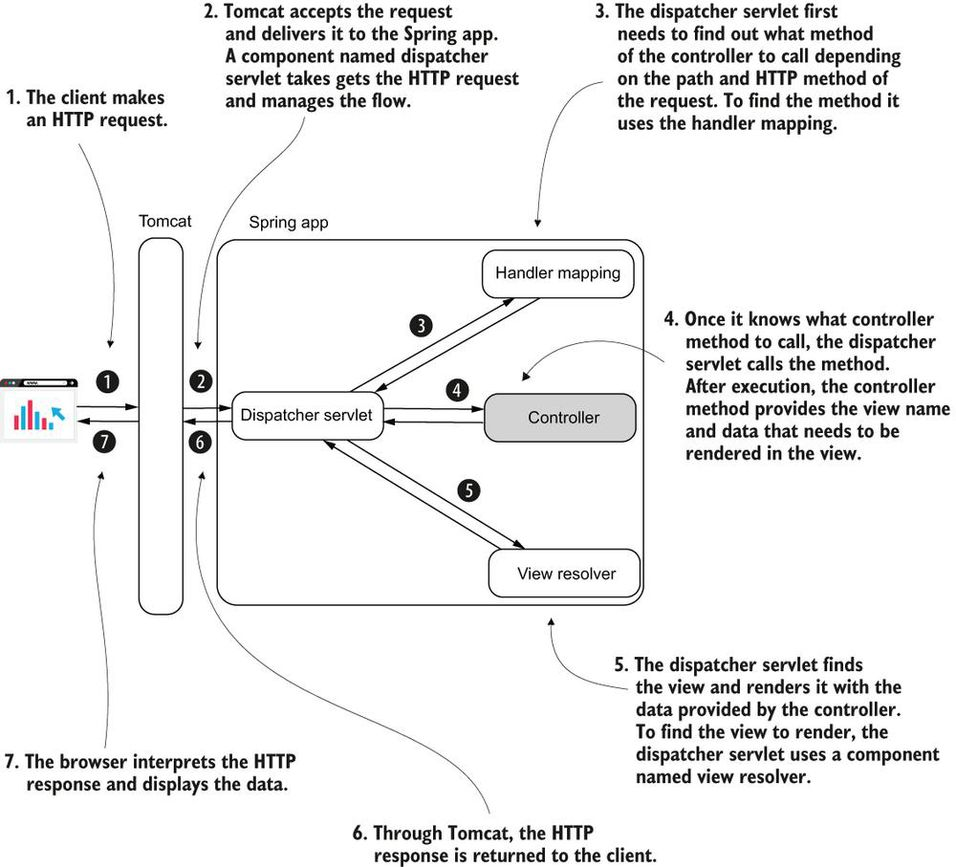 1. The client makes
an HTTP request.
2. Tomcat accepts the request
and delivers it to the Spring app.
A component named dispatcher
servlet takes gets the HTTP request
and manages the flow.
3. The dispatcher servlet first
needs to find out what method
of the controller to call depending
on the path and HTTP method of
the request. To find the method it
uses the handler mapping.
Tomcat
Spring app
Handler mapping
3
4. Once it knows what controller
method to call, the dispatcher
servlet calls the method.
After execution, the controller
method provides the view name
and data that needs to be
rendered in the view.
1
2
4
Dispatcher servlet
Controller
7
6
5
View resolver
5. The dispatcher servlet finds
the view and renders it with the
data provided by the controller.
To find the view to render, the
dispatcher servlet uses a component
named view resolver.
7. The browser interprets the HTTP
response and displays the data.
6. Through Tomcat, the HTTP
response is returned to the client.